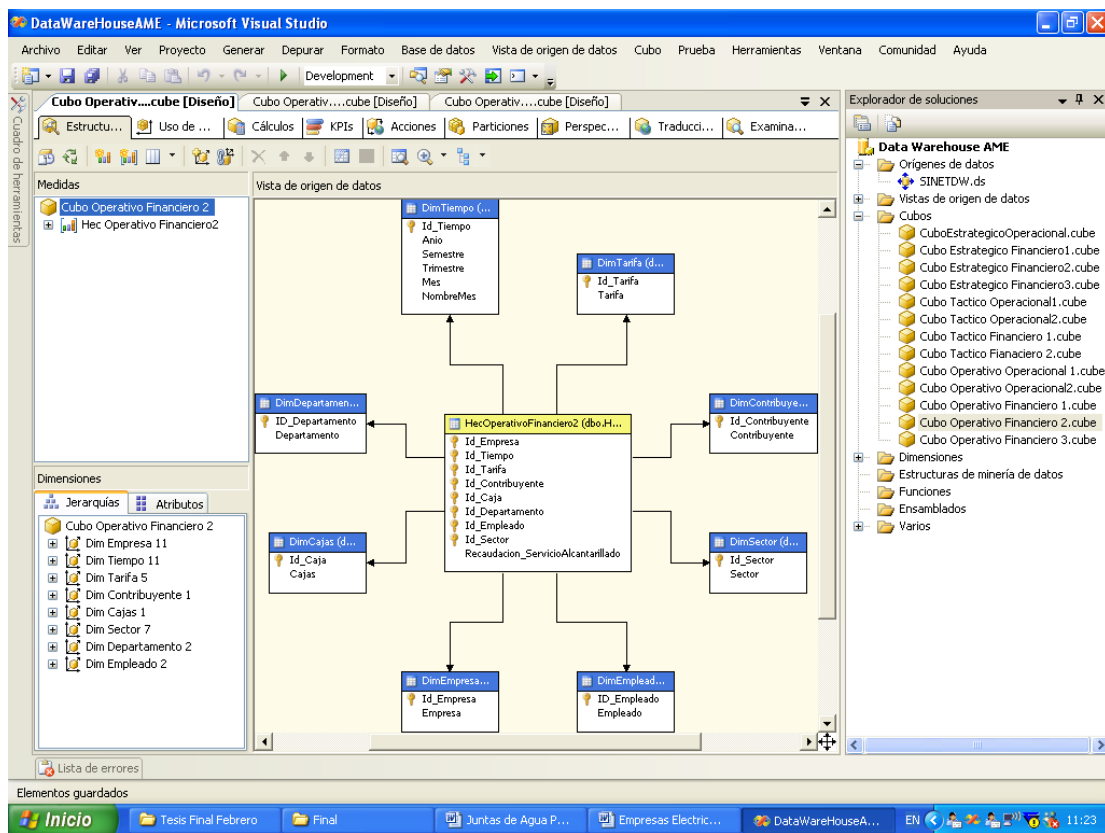 DataWareHouseAME - Microsoft Visual Studio
Archivo Editar Ver Proyecto Generar Depurar Formato Base de datos Vista de origen de datos Cubo Prueba Herramientas Ventana Comunidad Ayuda
Development
Cuadro de herramientas
Cubo Operativ....cube [Diseño] Cubo Operativ....cube [Diseño] Cubo Operativ....cube [Diseño]
Estructu... Uso de ... Cálculos KPIs Acciones Particiones Perspec... Traducci... Examina...
Medidas
Cubo Operativo Financiero 2
Hec Operativo Financiero2
Dimensiones
Jerarquías Atributos
Cubo Operativo Financiero 2
Dim Empresa 11
Dim Tiempo 11
Dim Tarifa 5
Dim Contribuyente 1
Dim Cajas 1
Dim Sector 7
Dim Departamento 2
Dim Empleado 2
Vista de origen de datos
DimTiempo (...
Id_Tiempo
Anio
Semestre
Trimestre
Mes
NombreMes
DimTarifa (d...
Id_Tarifa
Tarifa
DimDepartamen...
ID_Departamento
Departamento
HecOperativoFinanciero2 (dbo.H...
Id_Empresa
Id_Tiempo
Id_Tarifa
Id_Contribuyente
Id_Caja
Id_Departamento
Id_Empleado
Id_Sector
Recaudacion_ServicioAlcantarillado
DimContribuye...
Id_Contribuyente
Contribuyente
DimCajas (d...
Id_Caja
Cajas
DimSector (d...
Id_Sector
Sector
DimEmpresa...
Id_Empresa
Empresa
DimEmplead...
ID_Empleado
Empleado
Explorador de soluciones
Data Warehouse AME
Orígenes de datos
SINETDW.ds
Vistas de origen de datos
Cubos
CuboEstrategicoOperacional.cube
Cubo Estrategico Financiero1.cube
Cubo Estrategico Financiero2.cube
Cubo Estrategico Financiero3.cube
Cubo Tactico Operacional1.cube
Cubo Tactico Operacional2.cube
Cubo Tactico Financiero 1.cube
Cubo Tactico Fianaciero 2.cube
Cubo Operativo Operacional 1.cube
Cubo Operativo Operacional2.cube
Cubo Operativo Financiero 1.cube
Cubo Operativo Financiero 2.cube
Cubo Operativo Financiero 3.cube
Dimensiones
Estructuras de minería de datos
Funciones
Ensamblados
Varios
Lista de errores
Elementos guardados
Inicio Tesis Final Febrero Final Juntas de Agua P... Empresas Electric... DataWareHouseA... EN 11:23